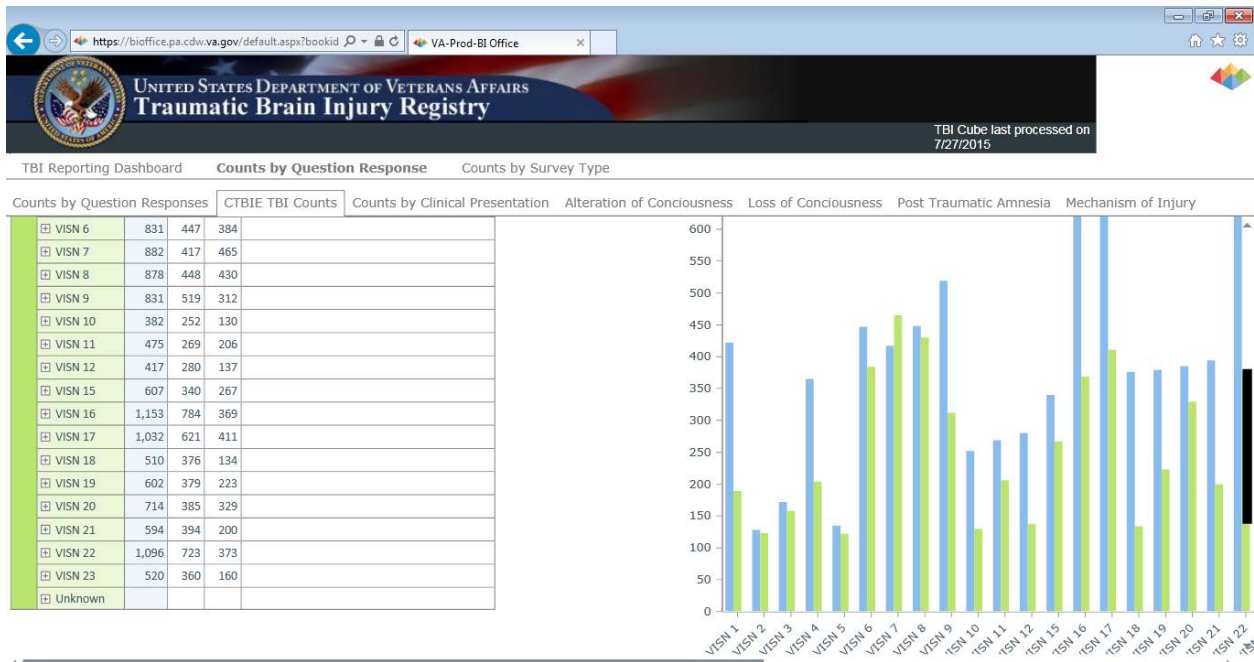 https://bioffice.pa.cdw.va.gov/default.aspx?bookid
VA-Prod-BI Office
UNITED STATES DEPARTMENT OF VETERANS AFFAIRS
Traumatic Brain Injury Registry
TBI Cube last processed on
7/27/2015
TBI Reporting Dashboard Counts by Question Response Counts by Survey Type
Counts by Question Responses CTBIE TBI Counts Counts by Clinical Presentation Alteration of Conciousness Loss of Conciousness Post Traumatic Amnesia Mechanism of Injury
VISN 6 831 447 384
VISN 7 882 417 465
VISN 8 878 448 430
VISN 9 831 519 312
VISN 10 382 252 130
VISN 11 475 269 206
VISN 12 417 280 137
VISN 15 607 340 267
VISN 16 1,153 784 369
VISN 17 1,032 621 411
VISN 18 510 376 134
VISN 19 602 379 223
VISN 20 714 385 329
VISN 21 594 394 200
VISN 22 1,096 723 373
VISN 23 520 360 160
Unknown
600
550
500
450
400
350
300
250
200
150
100
50
0
VISN 1 VISN 2 VISN 3 VISN 4 VISN 5 VISN 6 VISN 7 VISN 8 VISN 9 VISN 10 VISN 11 VISN 12 VISN 15 VISN 16 VISN 17 VISN 18 VISN 19 VISN 20 VISN 21 VISN 22